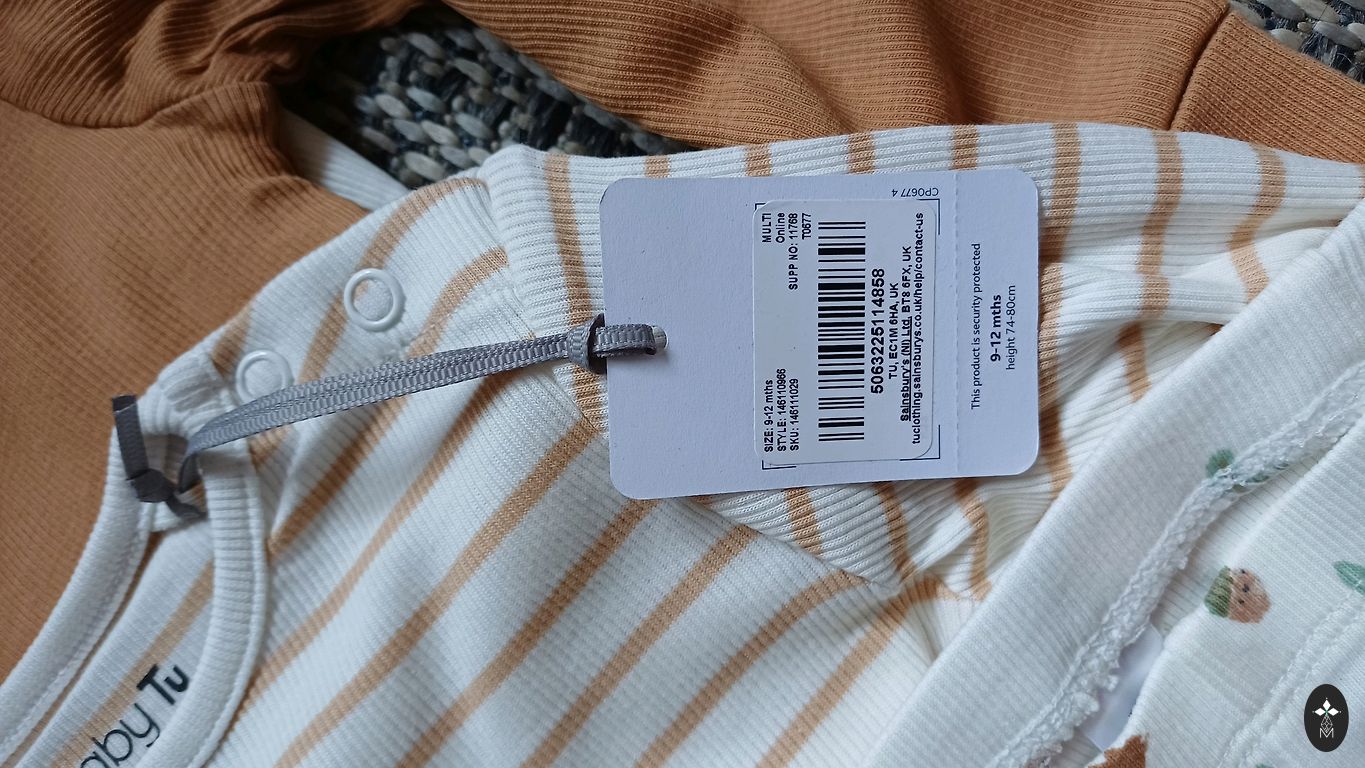 CP0677 4
MULTI
Online
SUPP NO: 11768
T0677
SIZE: 9-12 mths
STYLE: 146110966
SKU: 146111029
5063225114858
TU, EC1M 6HA, UK
Sainsbury's (NI) Ltd. BT8 6FX, UK
tuclothing.sainsburys.co.uk/help/contact-us
This product is security protected
9-12 mths
height 74-80cm
aby Tu
M